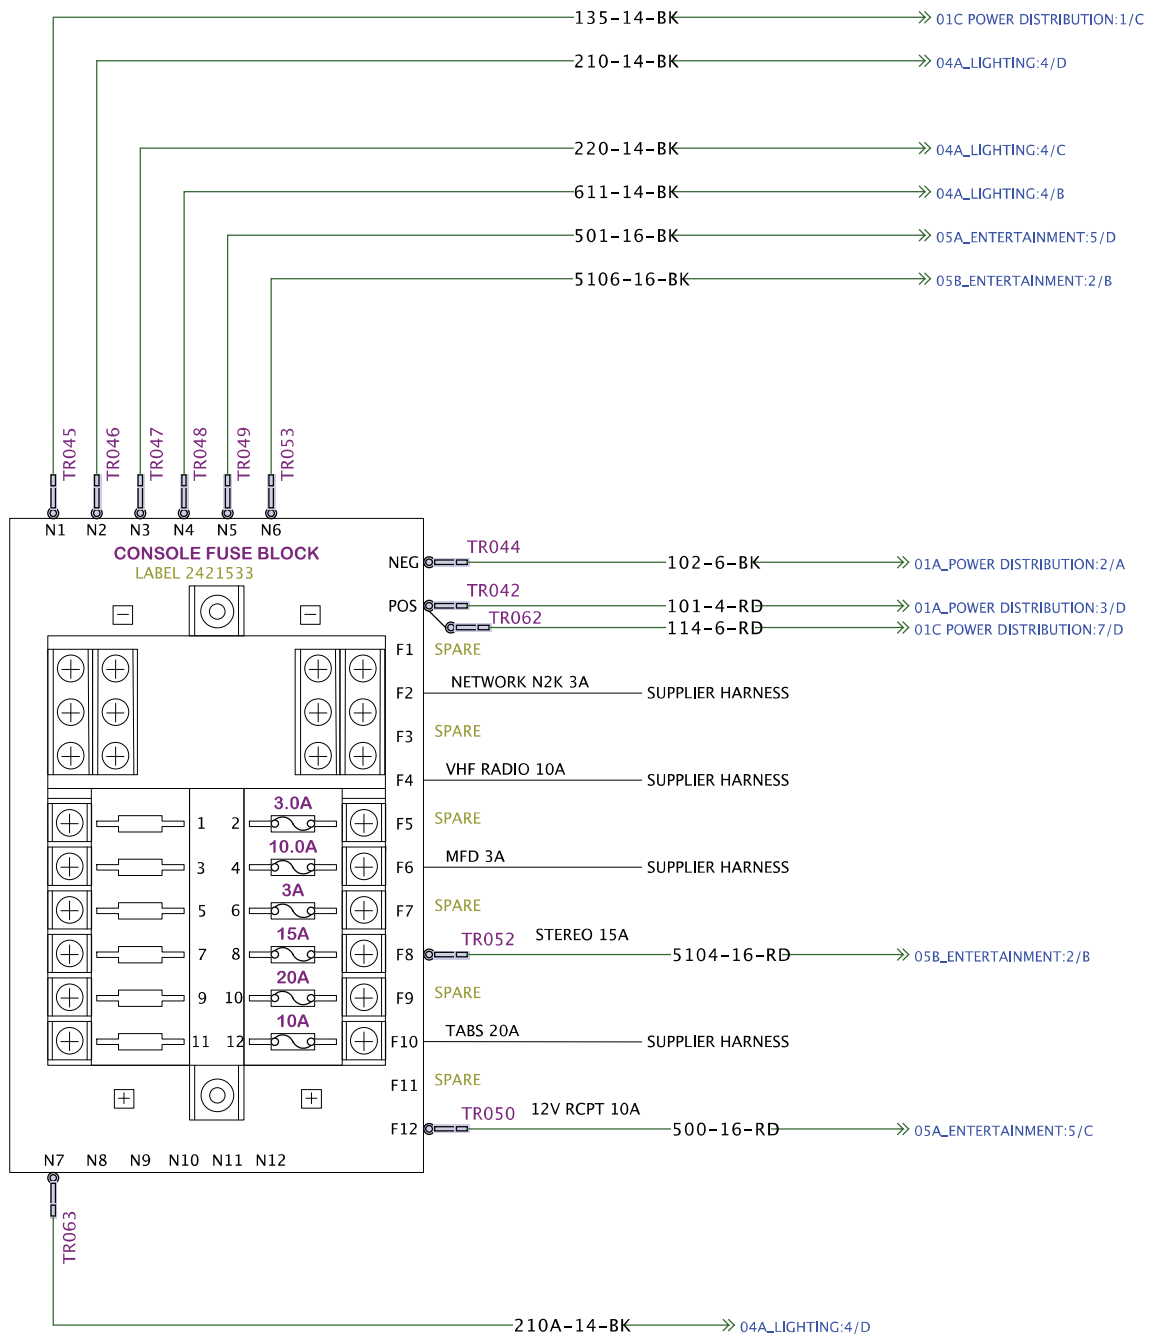 135-14-BK 01C POWER DISTRIBUTION:1/C
210-14-BK 04A_LIGHTING:4/D
220-14-BK 04A_LIGHTING:4/C
611-14-BK 04A_LIGHTING:4/B
501-16-BK 05A_ENTERTAINMENT:5/D
5106-16-BK 05B_ENTERTAINMENT:2/B
TR045 TR046 TR047 TR048 TR049 TR053
N1 N2 N3 N4 N5 N6
CONSOLE FUSE BLOCK
LABEL 2421533
NEG TR044 102-6-BK 01A_POWER DISTRIBUTION:2/A
POS TR042 101-4-RD 01A_POWER DISTRIBUTION:3/D
TR062 114-6-RD 01C POWER DISTRIBUTION:7/D
F1 SPARE
F2 NETWORK N2K 3A SUPPLIER HARNESS
F3 SPARE
F4 VHF RADIO 10A SUPPLIER HARNESS
3.0A
1 2 F5 SPARE
10.0A
3 4 F6 MFD 3A SUPPLIER HARNESS
3A
5 6 F7 SPARE
15A
7 8 F8 TR052 STEREO 15A 5104-16-RD 05B_ENTERTAINMENT:2/B
20A
9 10 F9 SPARE
10A
11 12 F10 TABS 20A SUPPLIER HARNESS
F11 SPARE
F12 TR050 12V RCPT 10A 500-16-RD 05A_ENTERTAINMENT:5/C
N7 N8 N9 N10 N11 N12
TR063
210A-14-BK 04A_LIGHTING:4/D